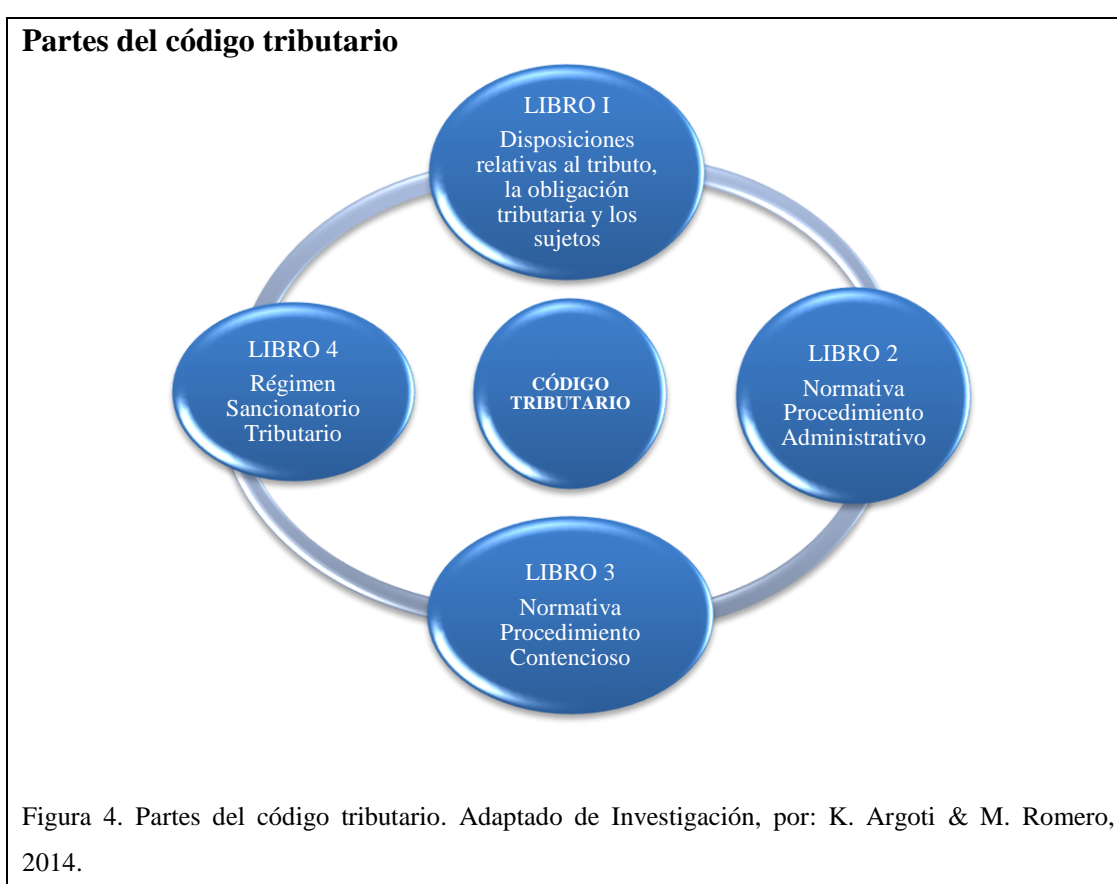 Partes del código tributario
LIBRO I
Disposiciones
relativas al tributo,
la obligación
tributaria y los
sujetos
LIBRO 4
Régimen
Sancionatorio
Tributario
CÓDIGO
TRIBUTARIO
LIBRO 2
Normativa
Procedimiento
Administrativo
LIBRO 3
Normativa
Procedimiento
Contencioso
Figura 4. Partes del código tributario. Adaptado de Investigación, por: K. Argoti & M. Romero,
2014.